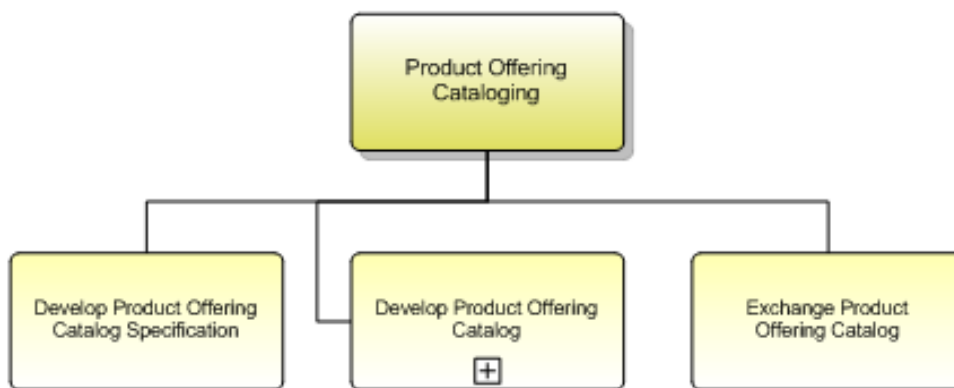 Product Offering
Cataloging
Develop Product Offering
Catalog Specification
Develop Product Offering
Catalog
Exchange Product
Offering Catalog